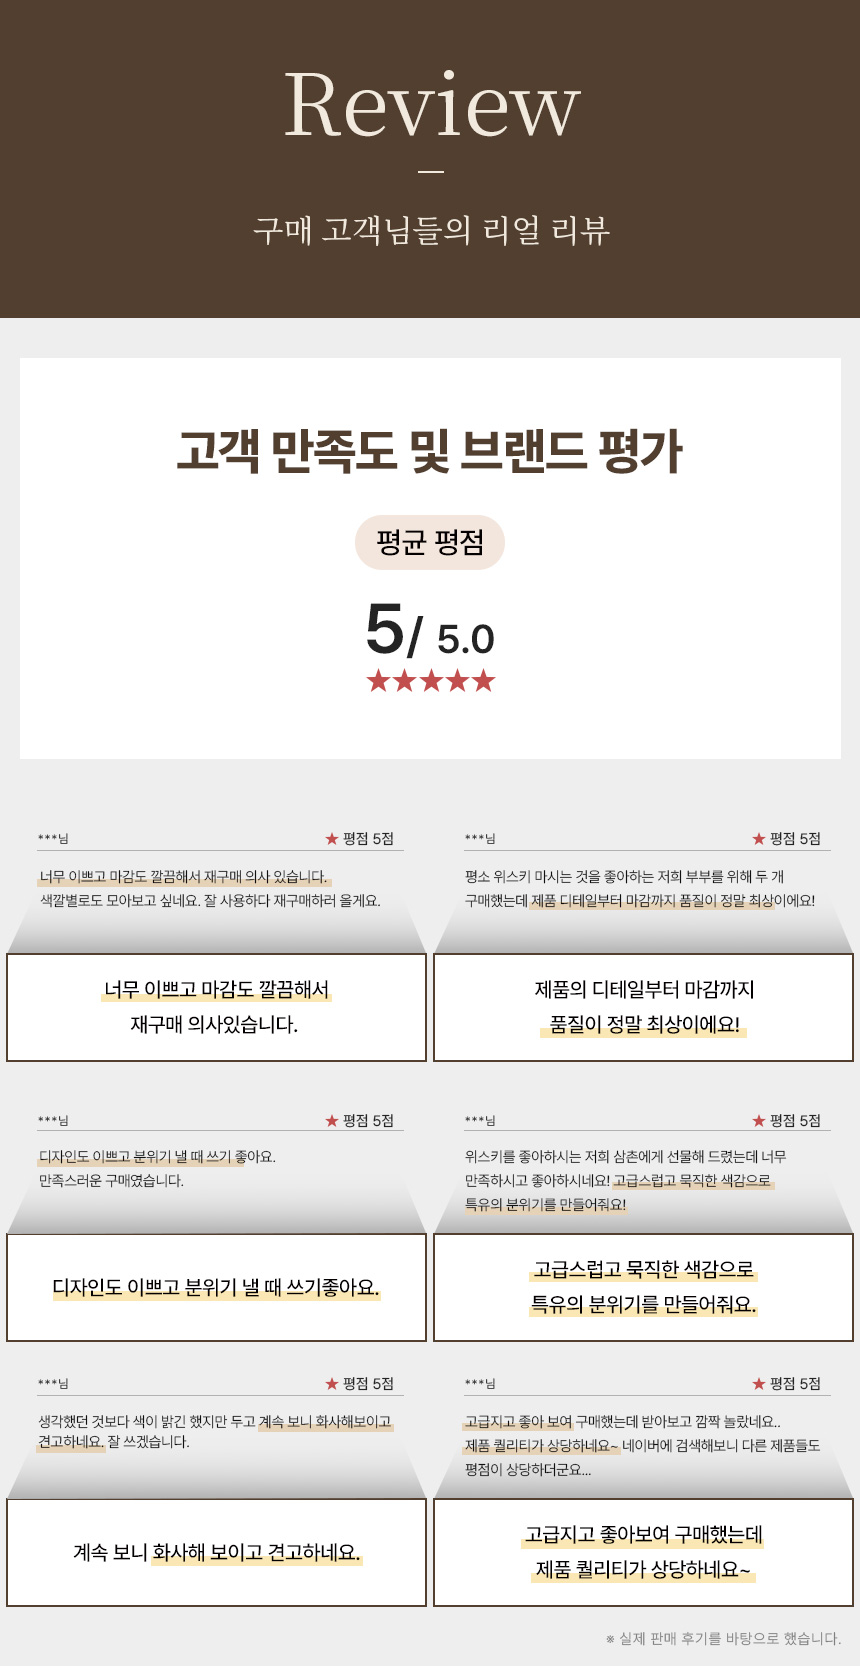 Review
구매 고객님들의 리얼 리뷰
고객 만족도 및 브랜드 평가
평균 평점
5/ 5.0
★★★★★
***님 ★ 평점 5점
너무 이쁘고 마감도 깔끔해서 재구매 의사 있습니다.
색깔별로도 모아보고 싶네요. 잘 사용하다 재구매하러 올게요.
너무 이쁘고 마감도 깔끔해서
재구매 의사있습니다.
***님 ★ 평점 5점
평소 위스키 마시는 것을 좋아하는 저희 부부를 위해 두 개
구매했는데 제품 디테일부터 마감까지 품질이 정말 최상이에요!
제품의 디테일부터 마감까지
품질이 정말 최상이에요!
***님 ★ 평점 5점
디자인도 이쁘고 분위기 낼 때 쓰기 좋아요.
만족스러운 구매였습니다.
디자인도 이쁘고 분위기 낼 때 쓰기좋아요.
***님 ★ 평점 5점
위스키를 좋아하시는 저희 삼촌에게 선물해 드렸는데 너무
만족하시고 좋아하시네요! 고급스럽고 묵직한 색감으로
특유의 분위기를 만들어줘요!
고급스럽고 묵직한 색감으로
특유의 분위기를 만들어줘요.
***님 ★ 평점 5점
생각했던 것보다 색이 밝긴 했지만 두고 계속 보니 화사해보이고
견고하네요. 잘 쓰겠습니다.
계속 보니 화사해 보이고 견고하네요.
***님 ★ 평점 5점
고급지고 좋아 보여 구매했는데 받아보고 깜짝 놀랐네요..
제품 퀄리티가 상당하네요~ 네이버에 검색해보니 다른 제품들도
평점이 상당하더군요...
고급지고 좋아보여 구매했는데
제품 퀄리티가 상당하네요~
※ 실제 판매 후기를 바탕으로 했습니다.